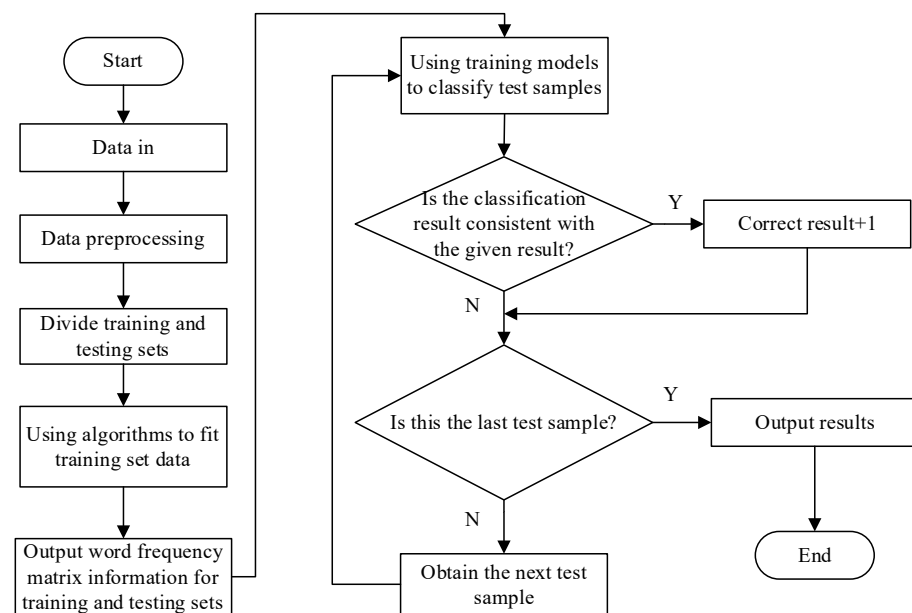 Start
Data in
Data preprocessing
Divide training and
testing sets
Using algorithms to fit
training set data
Output word frequency
matrix information for
training and testing sets
Using training models
to classify test samples
Is the classification
result consistent with
the given result?
Y
Correct result+1
N
Is this the last test sample?
Y
Output results
N
Obtain the next test
sample
End